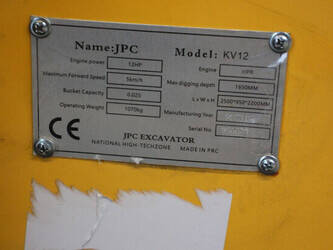 Name:JPC Model: KV12
Engine power 12HP Engine HPR
Maximum Forward Speed 5km/h Max-digging depth 1650MM
Bucket Capacity 0.025 L x W x H 2500*950*2200MM
Operating Weight 1070kg Manufacturing Year
Serial No.
CE
JPC EXCAVATOR
NATIONAL HIGH-TECHZONE MADE IN PRC